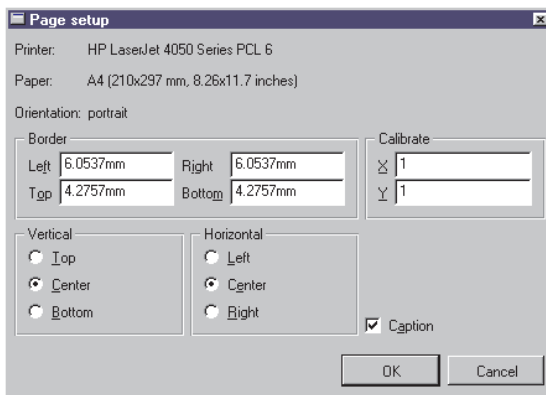 Page setup
Printer: HP LaserJet 4050 Series PCL 6
Paper: A4 (210x297 mm, 8.26x11.7 inches)
Orientation: portrait
Border
Left 6.0537mm Right 6.0537mm
Top 4.2757mm Bottom 4.2757mm
Calibrate
X 1
Y 1
Vertical
Top
Center
Bottom
Horizontal
Left
Center
Right
Caption
OK Cancel